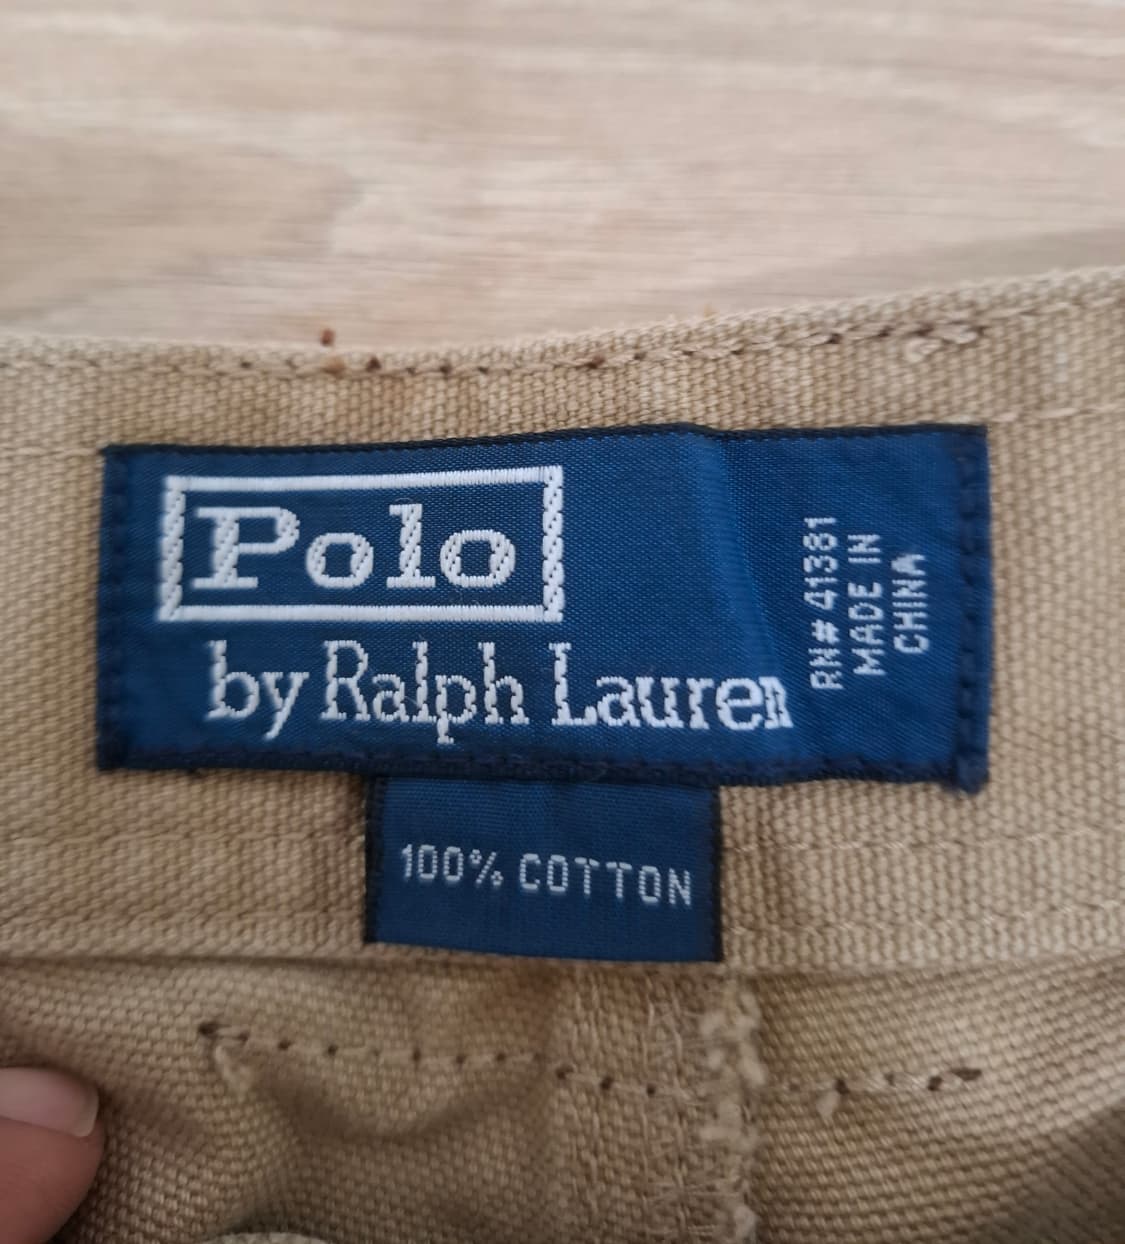 Polo
by Ralph Lauren
RN# 41381
MADE IN
CHINA
100% COTTON